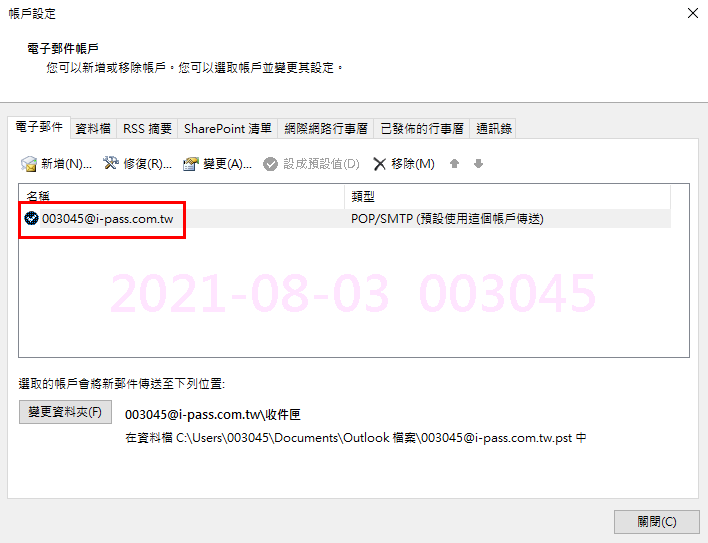 帳戶設定
電子郵件帳戶
您可以新增或移除帳戶。您可以選取帳戶並變更其設定。
電子郵件 資料檔 RSS 摘要 SharePoint 清單 網際網路行事曆 已發佈的行事曆 通訊錄
新增(N)... 修復(R)... 變更(A)... 設成預設值(D) 移除(M)
名稱 類型
003045@i-pass.com.tw POP/SMTP (預設使用這個帳戶傳送)
2021-08-03 003045
選取的帳戶會將新郵件傳送至下列位置:
變更資料夾(F) 003045@i-pass.com.tw\收件匣
在資料檔 C:\Users\003045\Documents\Outlook 檔案\003045@i-pass.com.tw.pst 中
關閉(C)